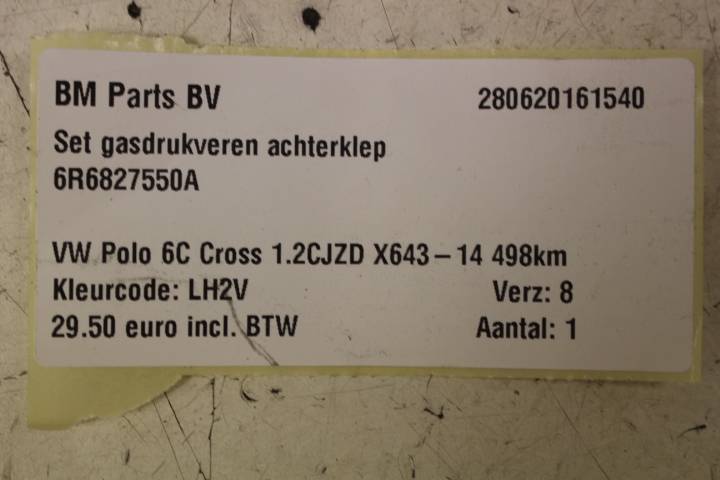 BM Parts BV 280620161540
Set gasdrukveren achterklep
6R6827550A
VW Polo 6C Cross 1.2CJZD X643-14 498km
Kleurcode: LH2V Verz: 8
29.50 euro incl. BTW Aantal: 1